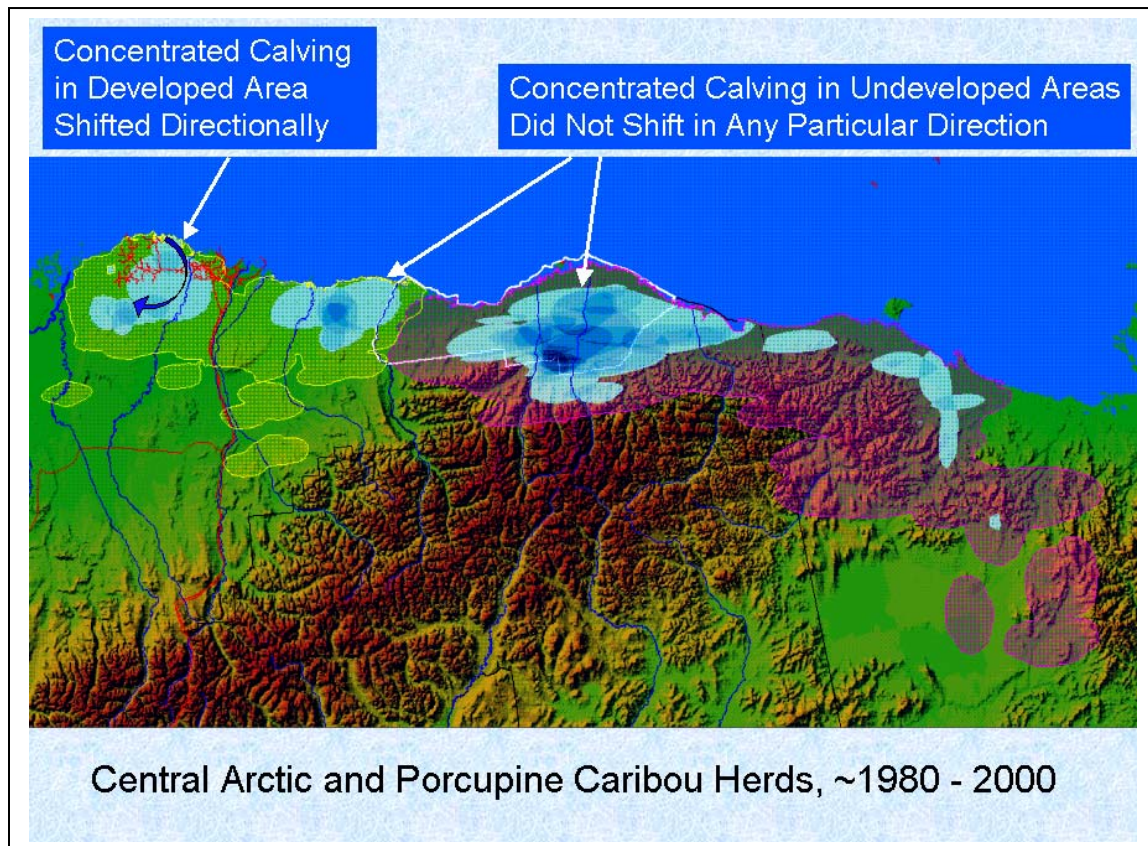 Concentrated Calving
in Developed Area
Shifted Directionally
Concentrated Calving in Undeveloped Areas
Did Not Shift in Any Particular Direction
Central Arctic and Porcupine Caribou Herds, ~1980 - 2000